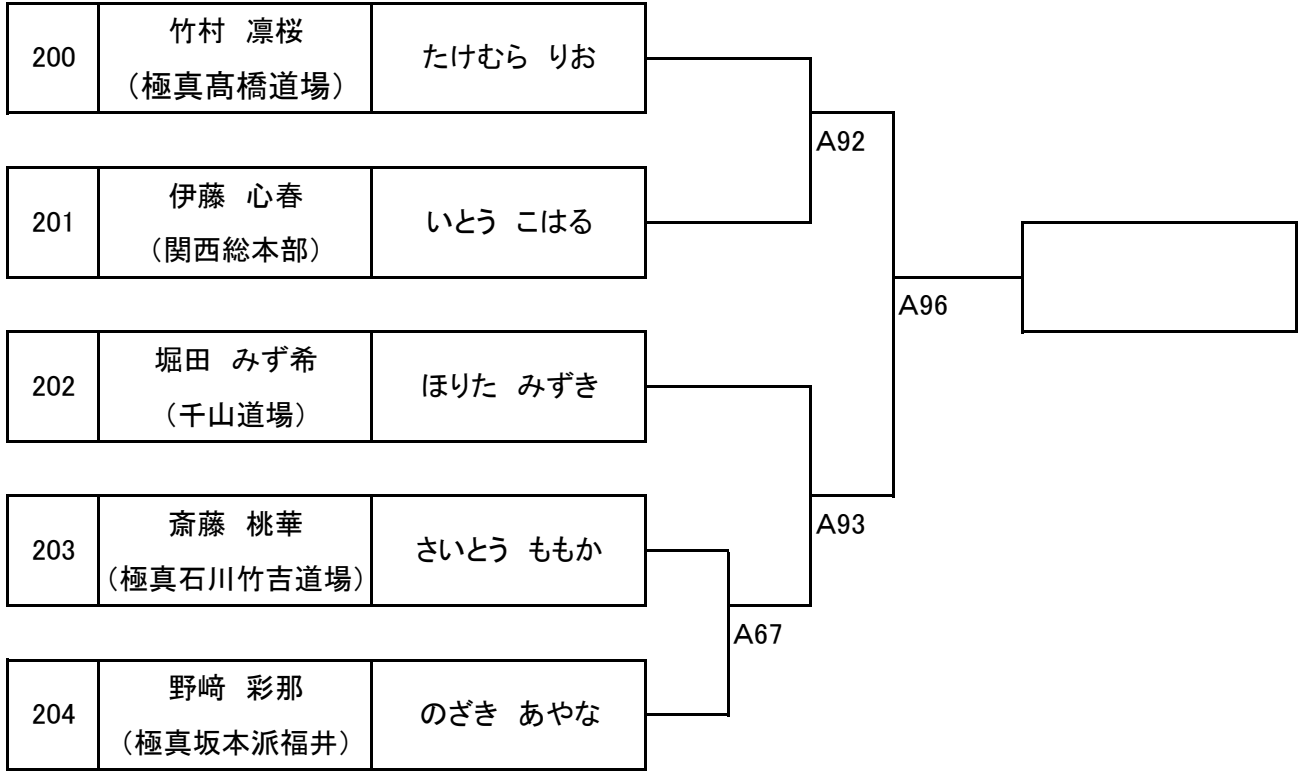 200
竹村 凛桜
（極真髙橋道場）
たけむら りお
A92
201
伊藤 心春
（関西総本部）
いとう こはる
A96
202
堀田 みず希
（千山道場）
ほりた みずき
A93
203
斎藤 桃華
（極真石川竹吉道場）
さいとう ももか
A67
204
野﨑 彩那
（極真坂本派福井）
のざき あやな